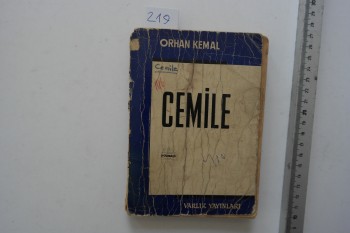 219
ORHAN KEMAL
Cemile
CEMİLE
VARLIK YAYINLARI